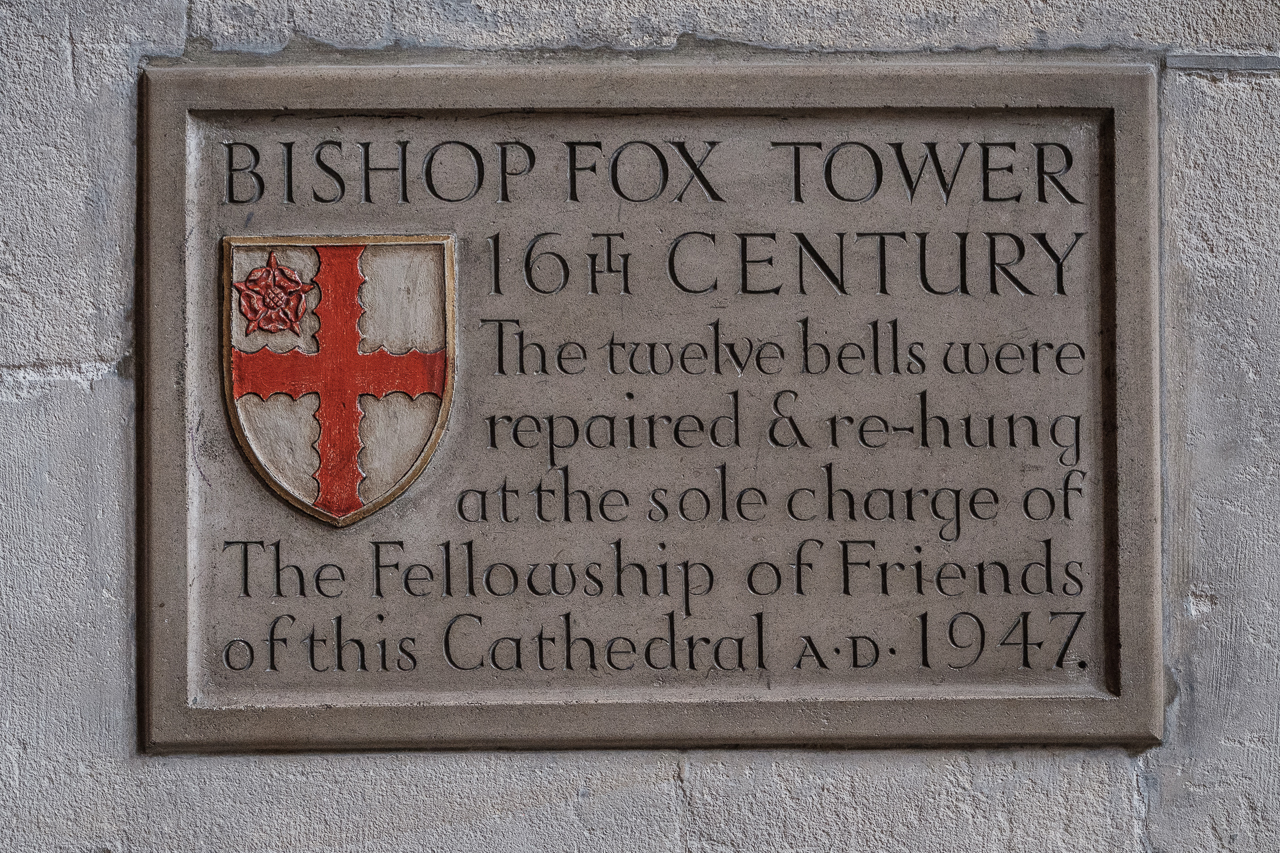 BISHOP FOX TOWER
16TH CENTURY
The twelve bells were
repaired & re-hung
at the sole charge of
The Fellowship of Friends
of this Cathedral A·D· 1947.